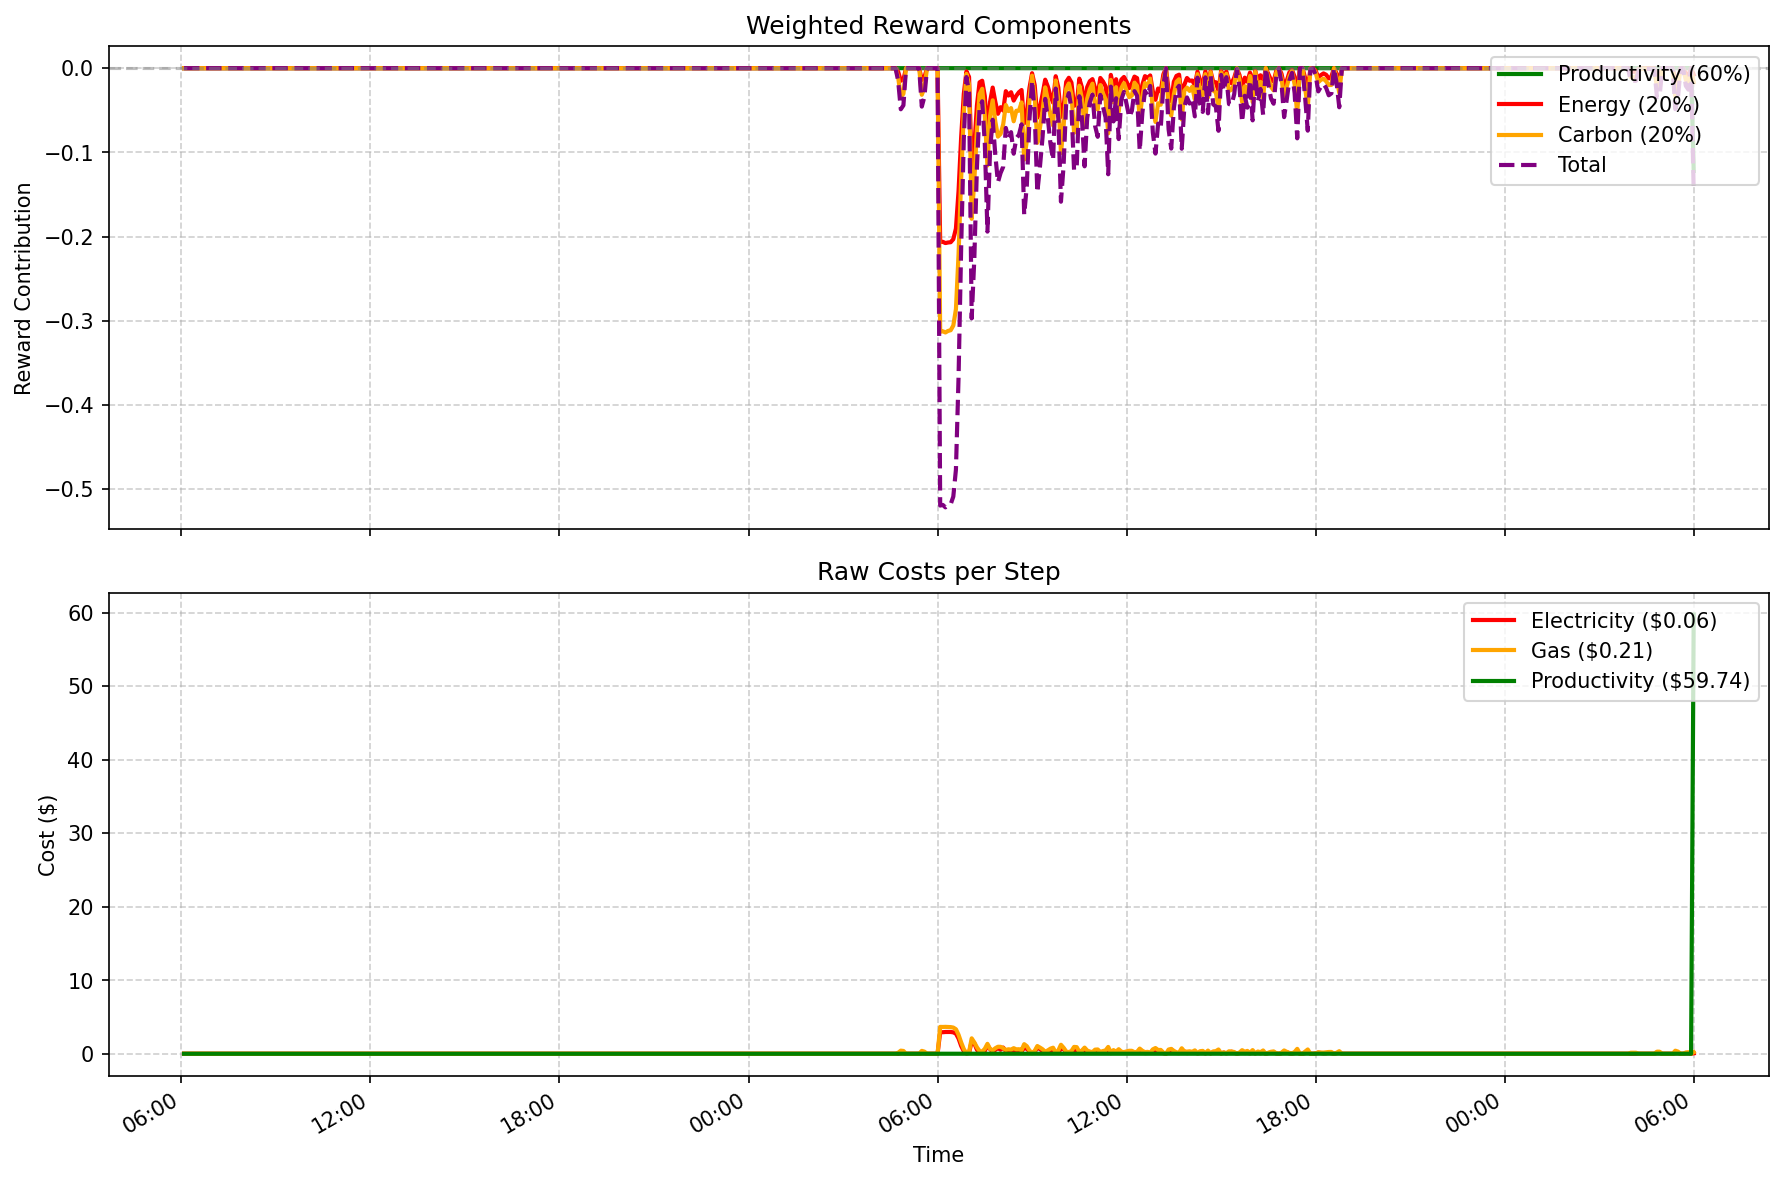 Weighted Reward Components
0.0
−0.1
−0.2
−0.3
−0.4
−0.5
Reward Contribution
Productivity (60%)
Energy (20%)
Carbon (20%)
Total
Raw Costs per Step
60
50
40
30
20
10
0
Cost ($)
Electricity ($0.06)
Gas ($0.21)
Productivity ($59.74)
06:00
12:00
18:00
00:00
06:00
12:00
18:00
00:00
06:00
Time